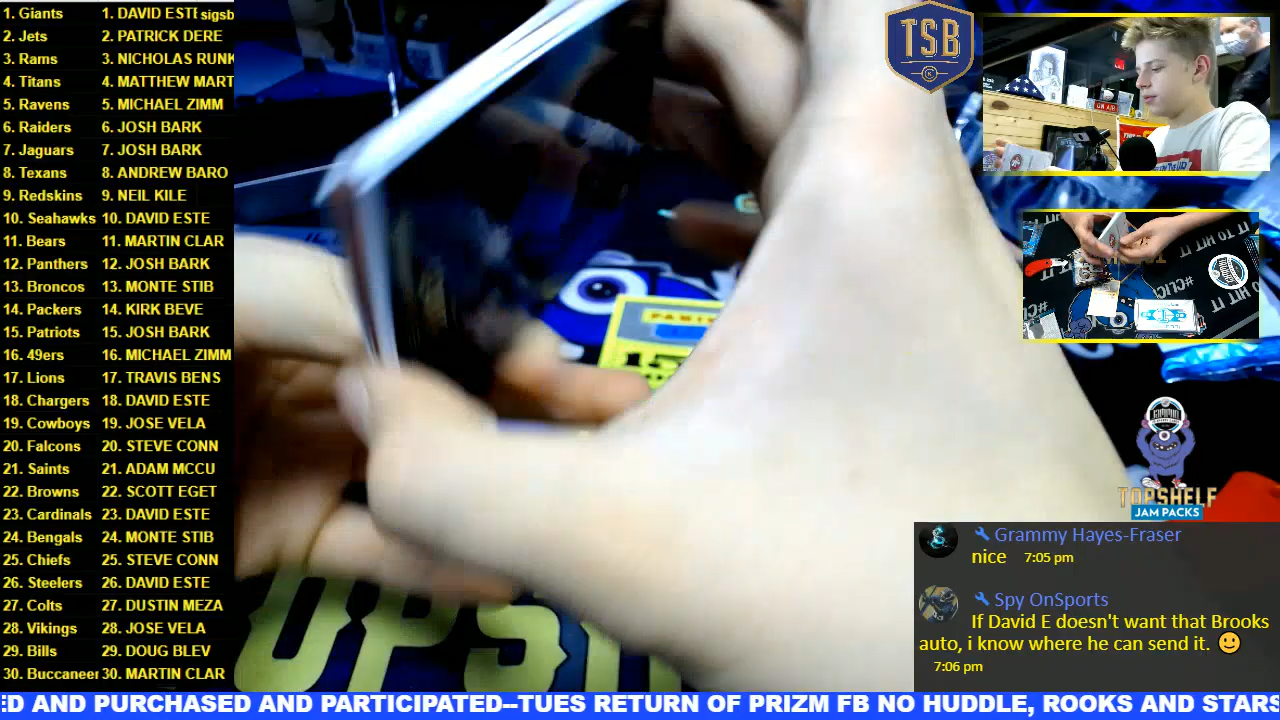 1. Giants 1. DAVID ESTE sigsb
2. Jets 2. PATRICK DERE
3. Rams 3. NICHOLAS RUNK
4. Titans 4. MATTHEW MART
5. Ravens 5. MICHAEL ZIMM
6. Raiders 6. JOSH BARK
7. Jaguars 7. JOSH BARK
8. Texans 8. ANDREW BARO
9. Redskins 9. NEIL KILE
10. Seahawks 10. DAVID ESTE
11. Bears 11. MARTIN CLAR
12. Panthers 12. JOSH BARK
13. Broncos 13. MONTE STIB
14. Packers 14. KIRK BEVE
15. Patriots 15. JOSH BARK
16. 49ers 16. MICHAEL ZIMM
17. Lions 17. TRAVIS BENS
18. Chargers 18. DAVID ESTE
19. Cowboys 19. JOSE VELA
20. Falcons 20. STEVE CONN
21. Saints 21. ADAM MCCU
22. Browns 22. SCOTT EGET
23. Cardinals 23. DAVID ESTE
24. Bengals 24. MONTE STIB
25. Chiefs 25. STEVE CONN
26. Steelers 26. DAVID ESTE
27. Colts 27. DUSTIN MEZA
28. Vikings 28. JOSE VELA
29. Bills 29. DOUG BLEV
30. Buccaneer 30. MARTIN CLAR
TSB
ON AIR
TOPSHELF
JAM PACKS
Grammy Hayes-Fraser
nice 7:05 pm
Spy OnSports
If David E doesn't want that Brooks
auto, i know where he can send it. 🙂
7:06 pm
ED AND PURCHASED AND PARTICIPATED--TUES RETURN OF PRIZM FB NO HUDDLE, ROOKS AND STARS